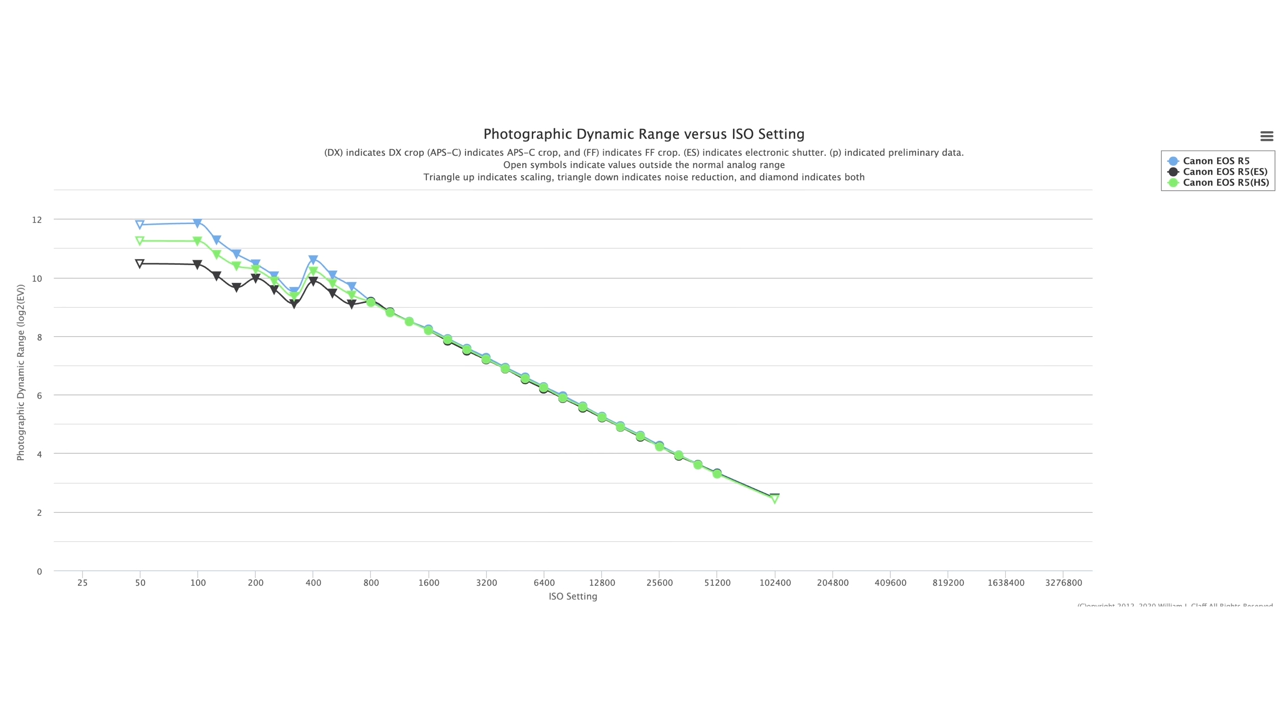 Photographic Dynamic Range versus ISO Setting
(DX) indicates DX crop (APS-C) indicates APS-C crop, and (FF) indicates FF crop. (ES) indicates electronic shutter. (p) indicated preliminary data.
Open symbols indicate values outside the normal analog range
Triangle up indicates scaling, triangle down indicates noise reduction, and diamond indicates both
Canon EOS R5
Canon EOS R5(ES)
Canon EOS R5(HS)
Photographic Dynamic Range (log2(EV))
12
10
8
6
4
2
0
25 50 100 200 400 800 1600 3200 6400 12800 25600 51200 102400 204800 409600 819200 1638400 3276800
ISO Setting